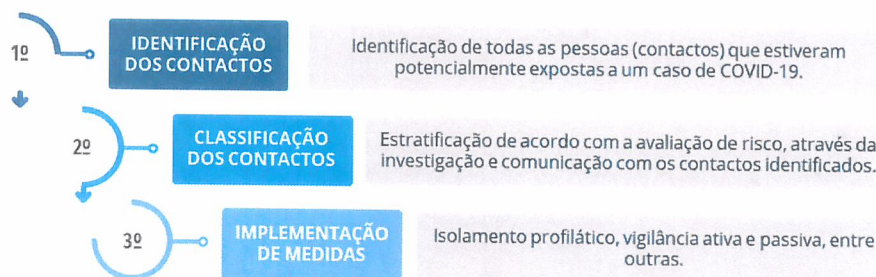 1º
IDENTIFICAÇÃO
DOS CONTACTOS
Identificação de todas as pessoas (contactos) que estiveram
potencialmente expostas a um caso de COVID-19.
2º
CLASSIFICAÇÃO
DOS CONTACTOS
Estratificação de acordo com a avaliação de risco, através da
investigação e comunicação com os contactos identificados.
3º
IMPLEMENTAÇÃO
DE MEDIDAS
Isolamento profilático, vigilância ativa e passiva, entre
outras.